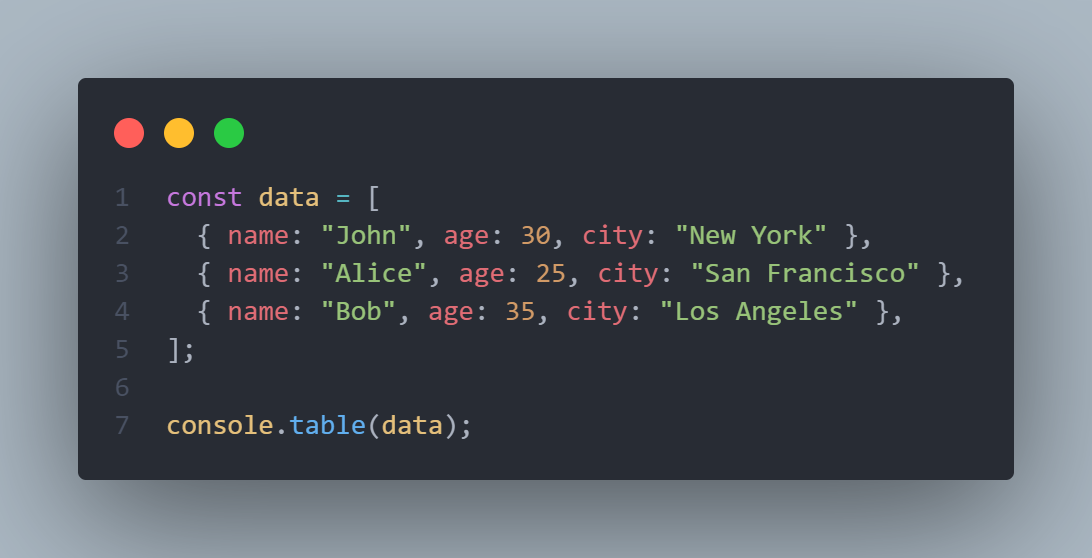 1 const data = [
2 { name: "John", age: 30, city: "New York" },
3 { name: "Alice", age: 25, city: "San Francisco" },
4 { name: "Bob", age: 35, city: "Los Angeles" },
5 ];
6
7 console.table(data);